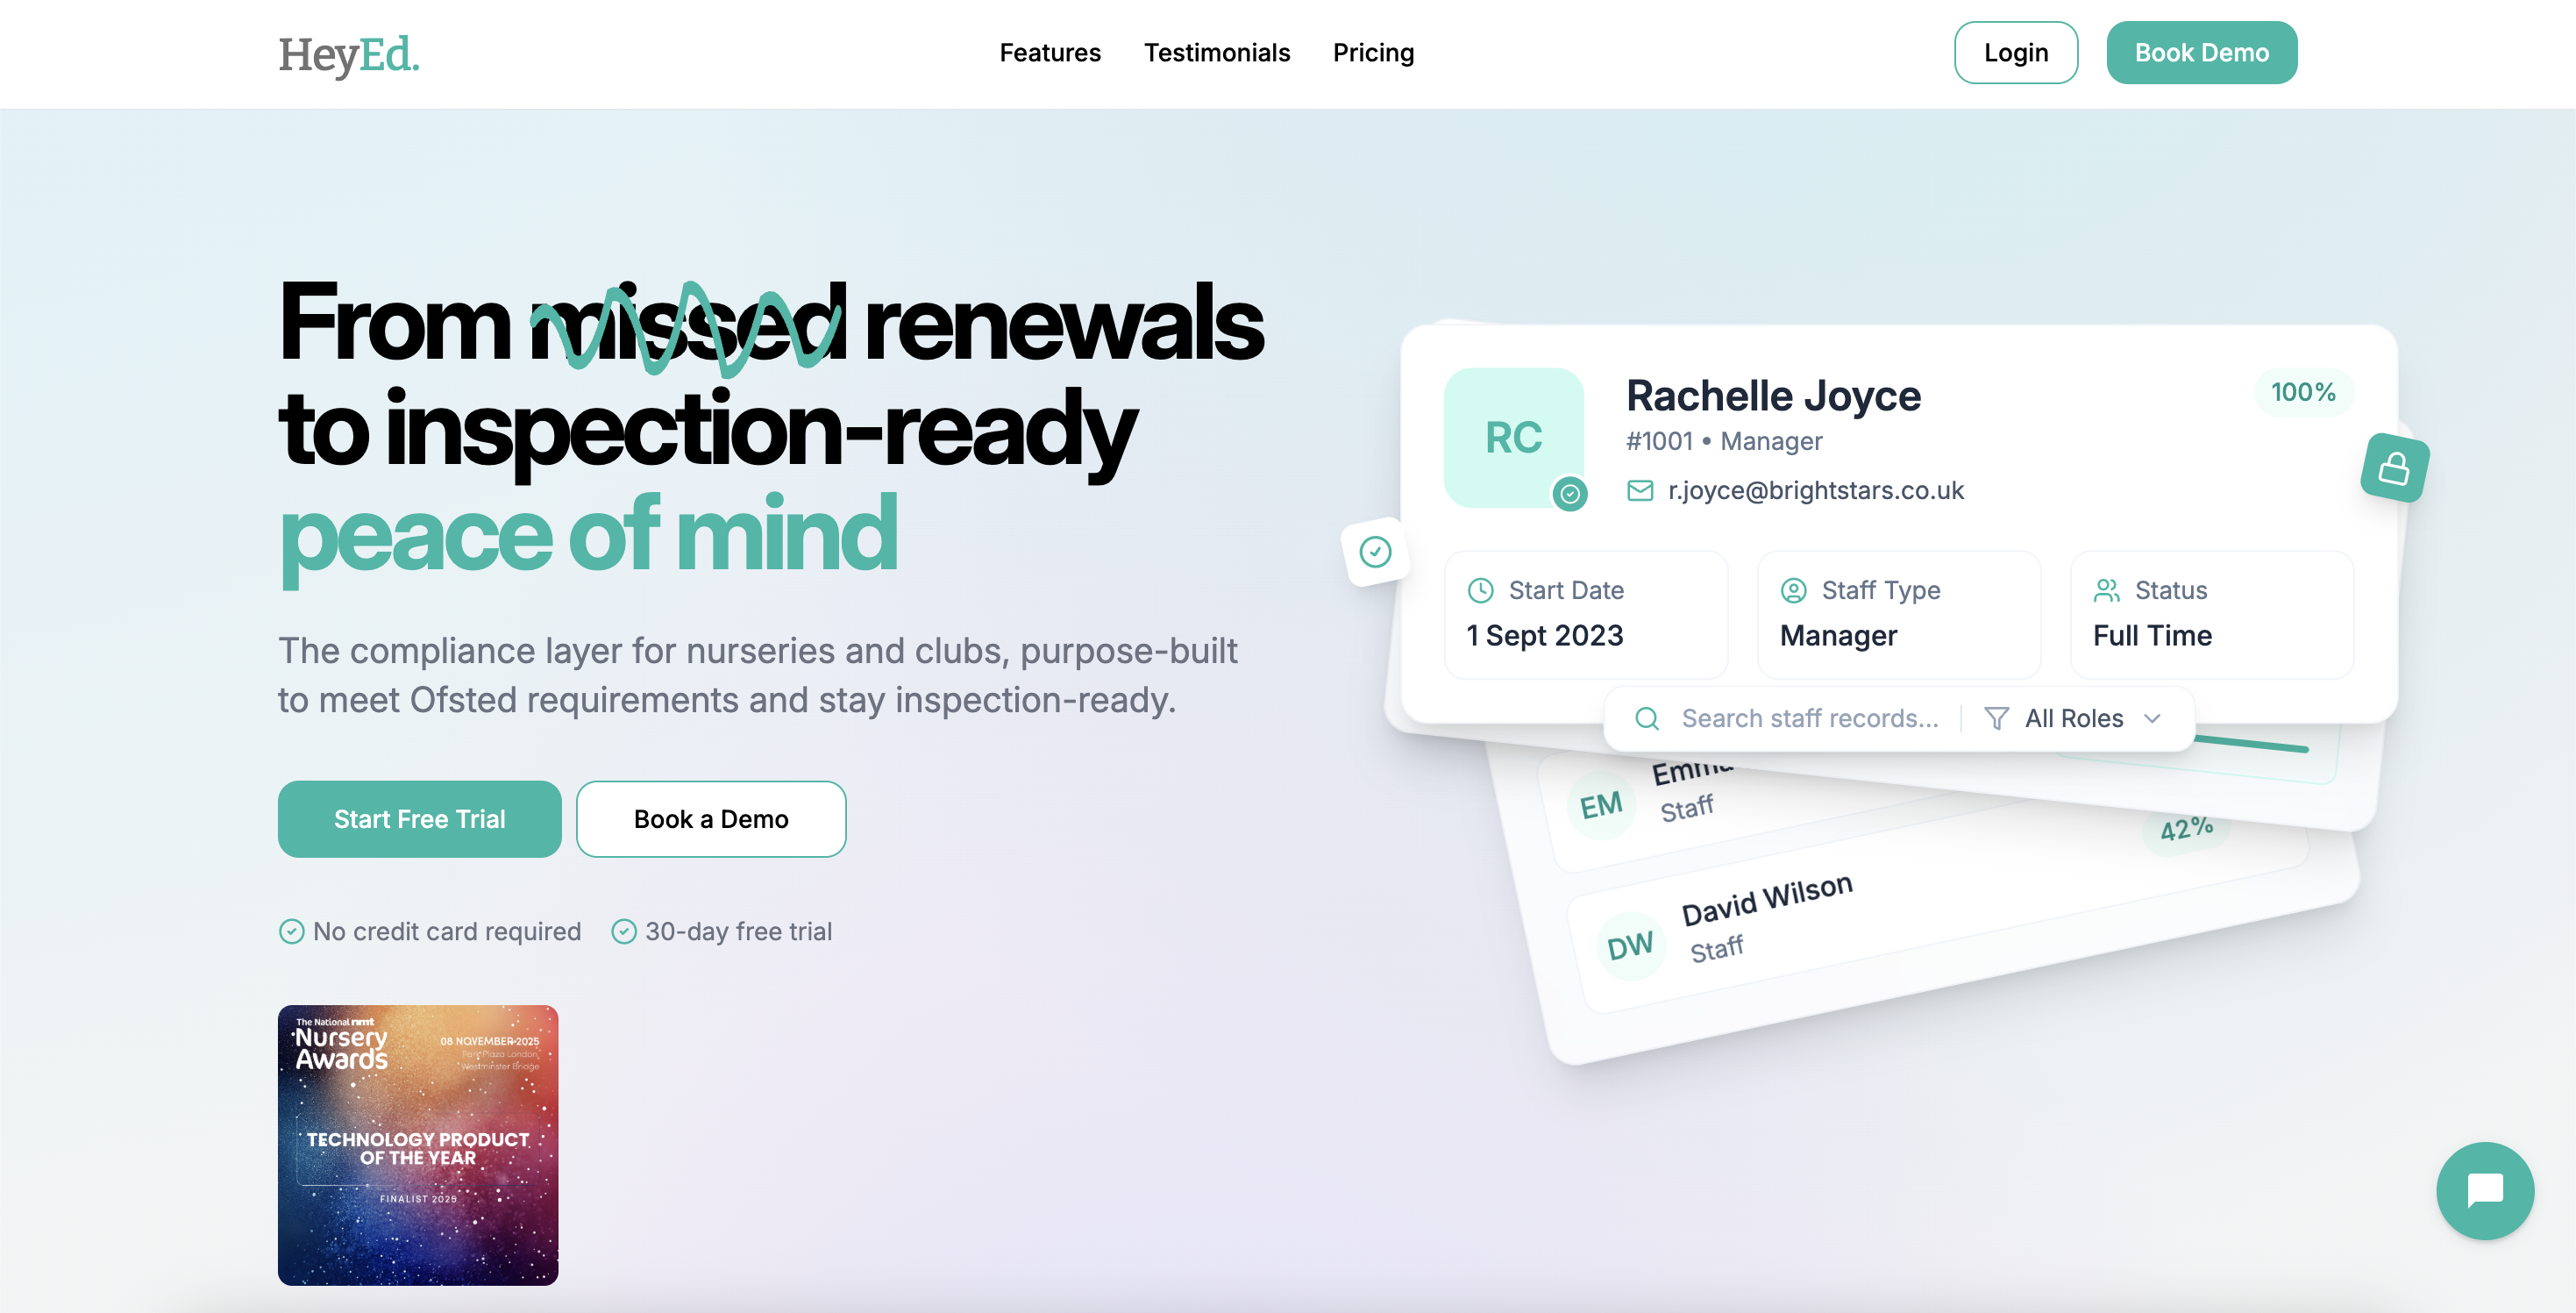 HeyEd.
Features
Testimonials
Pricing
Login
Book Demo
From missed renewals
to inspection-ready
peace of mind
The compliance layer for nurseries and clubs, purpose-built
to meet Ofsted requirements and stay inspection-ready.
Start Free Trial
Book a Demo
No credit card required
30-day free trial
The National nmt
Nursery
Awards
08 NOVEMBER 2025
Park Plaza London,
Westminster Bridge
TECHNOLOGY PRODUCT
OF THE YEAR
FINALIST 2025
RC
Rachelle Joyce
#1001 • Manager
r.joyce@brightstars.co.uk
100%
Start Date
1 Sept 2023
Staff Type
Manager
Status
Full Time
Search staff records...
All Roles
EM
Staff
42%
DW
David Wilson
Staff